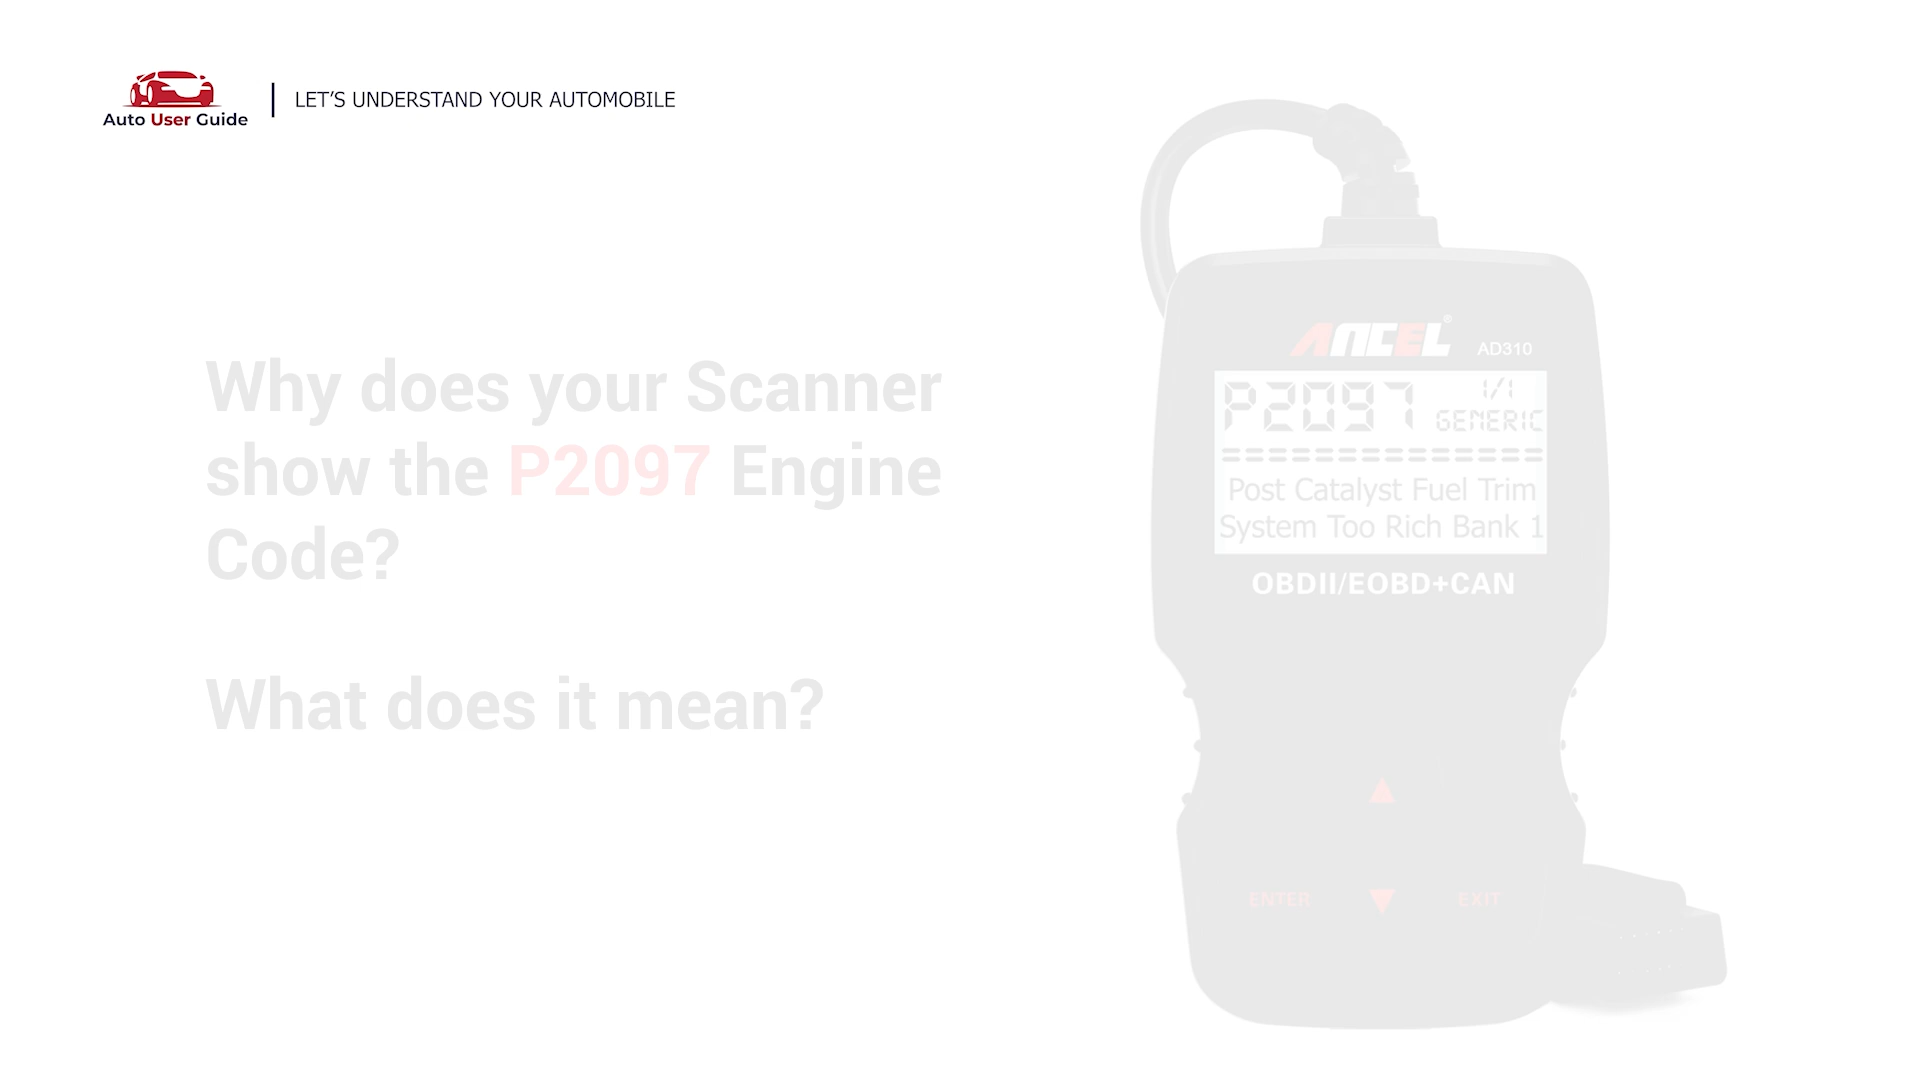 Auto User Guide
LET'S UNDERSTAND YOUR AUTOMOBILE
Why does your Scanner
show the P2097 Engine
Code?
What does it mean?
ANCEL®
AD310
P2097
1/1
GENERIC
==============
Post Catalyst Fuel Trim
System Too Rich Bank 1
OBDII/EOBD+CAN
ENTER
EXIT